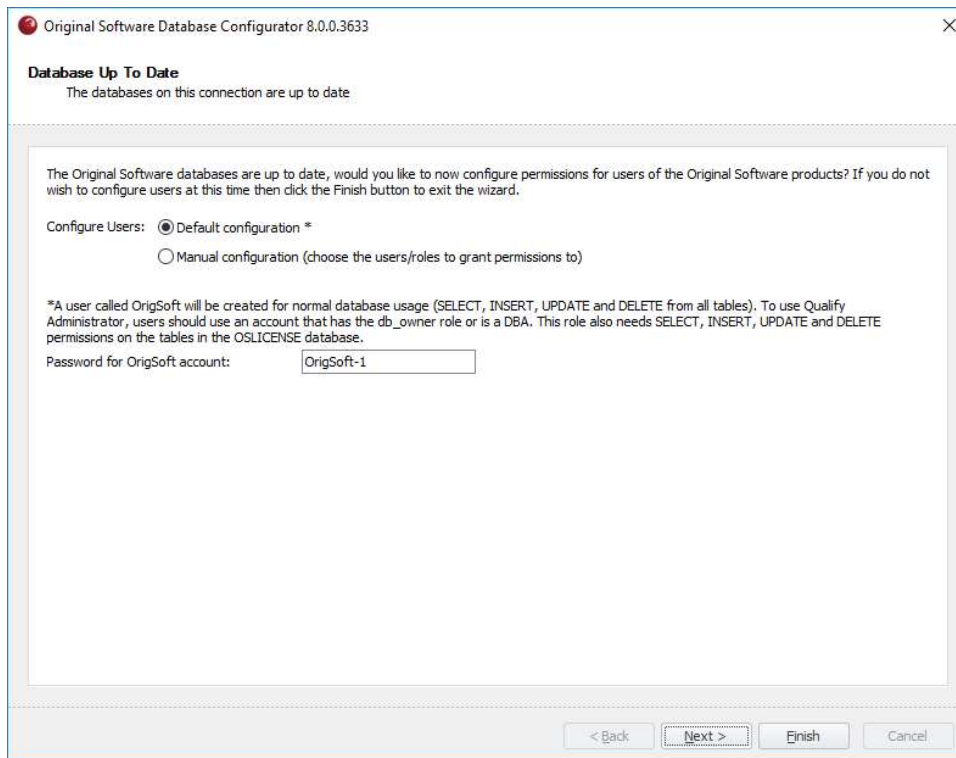 Original Software Database Configurator 8.0.0.3633
Database Up To Date
The databases on this connection are up to date
The Original Software databases are up to date, would you like to now configure permissions for users of the Original Software products? If you do not
wish to configure users at this time then click the Finish button to exit the wizard.
Configure Users:
Default configuration *
Manual configuration (choose the users/roles to grant permissions to)
*A user called OrigSoft will be created for normal database usage (SELECT, INSERT, UPDATE and DELETE from all tables). To use Qualify
Administrator, users should use an account that has the db_owner role or is a DBA. This role also needs SELECT, INSERT, UPDATE and DELETE
permissions on the tables in the OSLICENSE database.
Password for OrigSoft account: OrigSoft-1
< Back Next > Finish Cancel